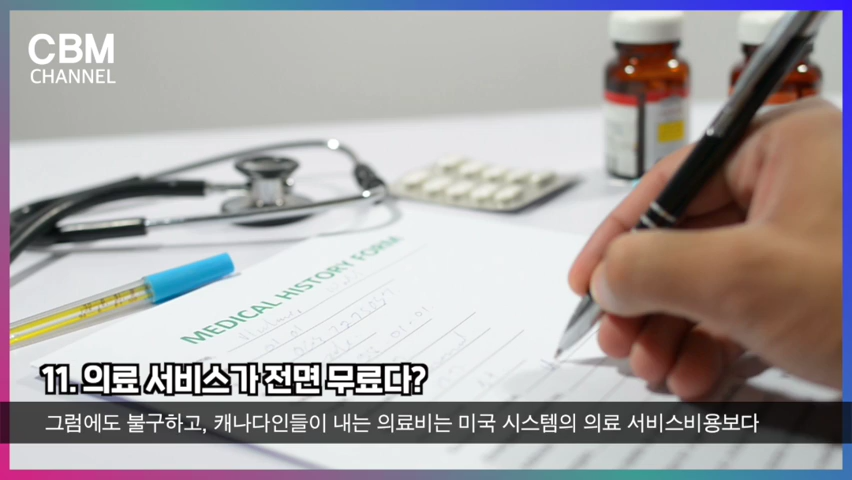 CBM
CHANNEL
MEDICAL HISTORY FORM
11. 의료 서비스가 전면 무료다?
그럼에도 불구하고, 캐나다인들이 내는 의료비는 미국 시스템의 의료 서비스비용보다